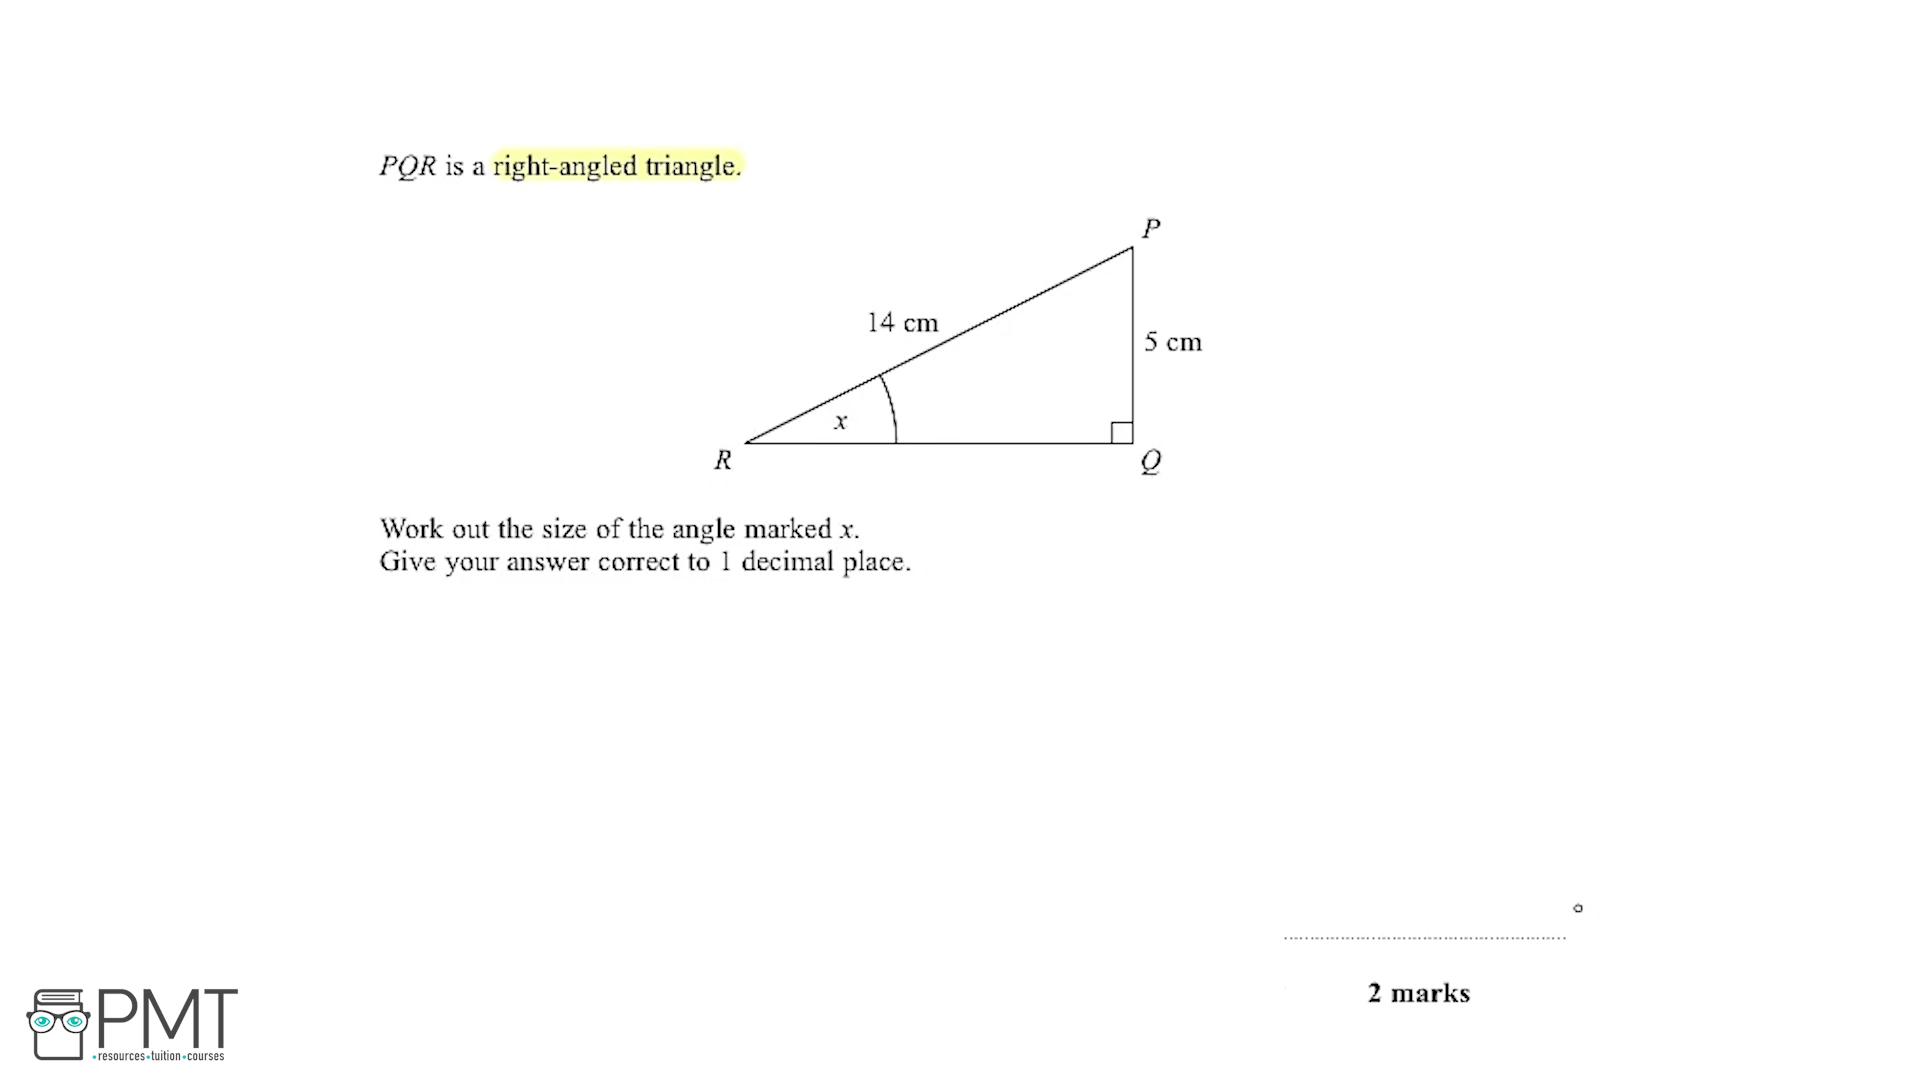 PQR is a right-angled triangle.
P
14 cm
5 cm
x
R
Q
Work out the size of the angle marked x.
Give your answer correct to 1 decimal place.
°
2 marks
PMT
•resources•tuition•courses